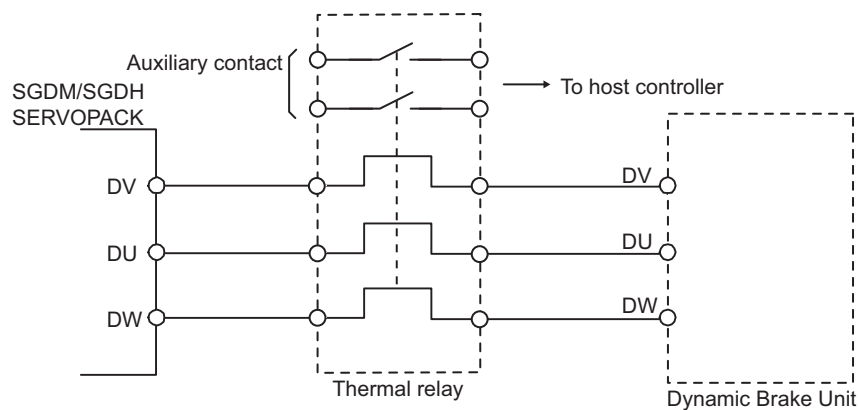 Auxiliary contact
To host controller
SGDM/SGDH
SERVOPACK
DV
DV
DU
DU
DW
DW
Thermal relay
Dynamic Brake Unit